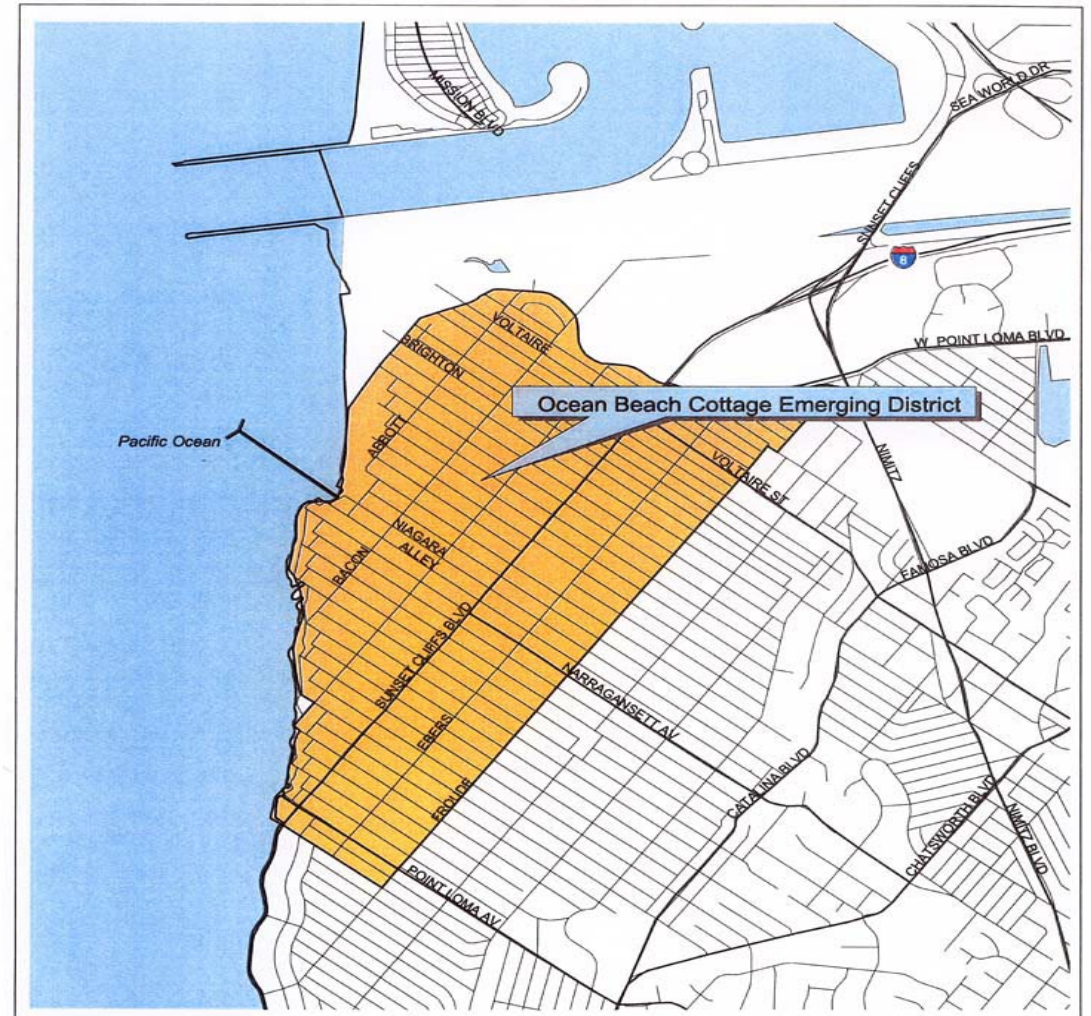 MISSION BLVD
SEA WORLD DR
SUNSET CLIFFS
8
VOLTAIRE
BRIGHTON
W POINT LOMA BLVD
Ocean Beach Cottage Emerging District
Pacific Ocean
ABBOTT
VOLTAIRE ST
NIMITZ
NIAGARA
ALLEY
BACON
FAMOSA BLVD
SUNSET CLIFFS BLVD
NARRAGANSETT AV
EBERS
FROUDE
CATALINA BLVD
CHATSWORTH BLVD
NIMITZ BLVD
POINT LOMA AV